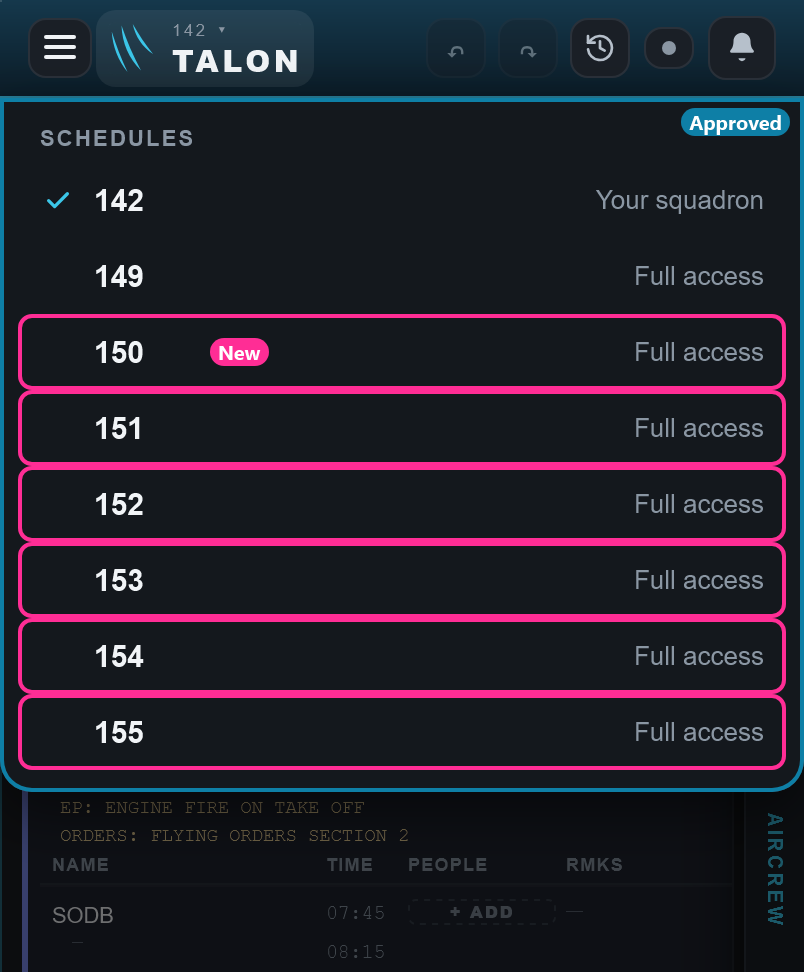 142 ▾
TALON
Approved
SCHEDULES
142 Your squadron
149 Full access
150 New Full access
151 Full access
152 Full access
153 Full access
154 Full access
155 Full access
EP: ENGINE FIRE ON TAKE OFF
ORDERS: FLYING ORDERS SECTION 2
NAME TIME PEOPLE RMKS
SODB 07:45 + ADD —
— 08:15
AIRCREW